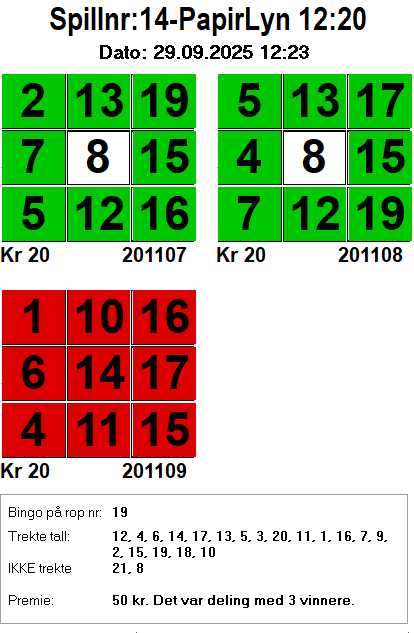 Spillnr:14-PapirLyn 12:20
Dato: 29.09.2025 12:23
2 13 19
7 8 15
5 12 16
Kr 20 201107
5 13 17
4 8 15
7 12 19
Kr 20 201108
1 10 16
6 14 17
4 11 15
Kr 20 201109
Bingo på rop nr: 19
Trekte tall: 12, 4, 6, 14, 17, 13, 5, 3, 20, 11, 1, 16, 7, 9,
2, 15, 19, 18, 10
IKKE trekte 21, 8
Premie: 50 kr. Det var deling med 3 vinnere.